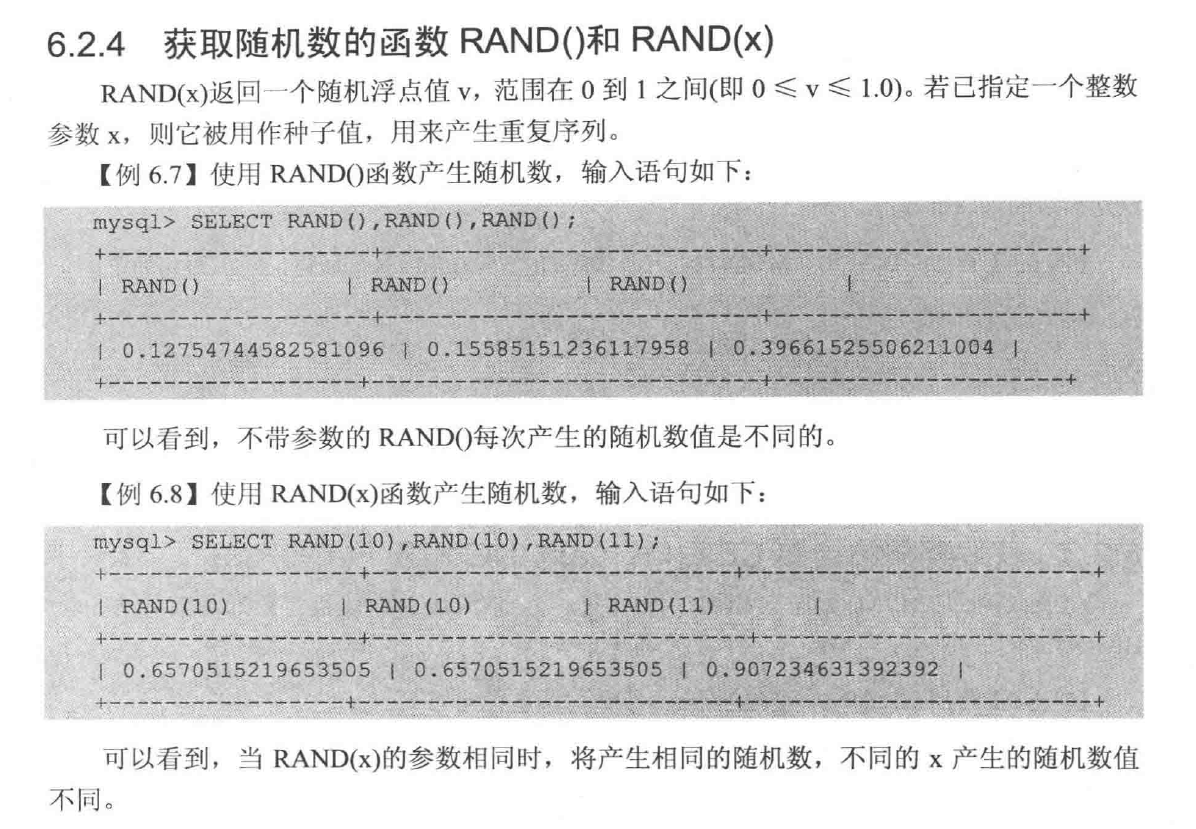 6.2.4 获取随机数的函数 RAND()和 RAND(x)
RAND(x)返回一个随机浮点值 v，范围在 0 到 1 之间(即 0 ≤ v ≤ 1.0)。若已指定一个整数
参数 x，则它被用作种子值，用来产生重复序列。
【例 6.7】使用 RAND()函数产生随机数，输入语句如下：
mysql> SELECT RAND(),RAND(),RAND();
+------------------+--------------------------+---------------------+
| RAND() | RAND() | RAND() |
+------------------+--------------------------+---------------------+
| 0.127547445825810​96 | 0.15585151236117958 | 0.39661525506211004 |
+-----------------+---------------------------+--------------------+
可以看到，不带参数的 RAND()每次产生的随机数值是不同的。
【例 6.8】使用 RAND(x)函数产生随机数，输入语句如下：
mysql> SELECT RAND(10),RAND(10),RAND(11);
+-----------------+-------------------------+------------------------+
| RAND(10) | RAND(10) | RAND(11) |
+-----------------+--------------------------+-----------------------+
| 0.6570515219653505 | 0.6570515219653505 | 0.907234631392392 |
+----------------+--------------------------+------------------------+
可以看到，当 RAND(x)的参数相同时，将产生相同的随机数，不同的 x 产生的随机数值
不同。